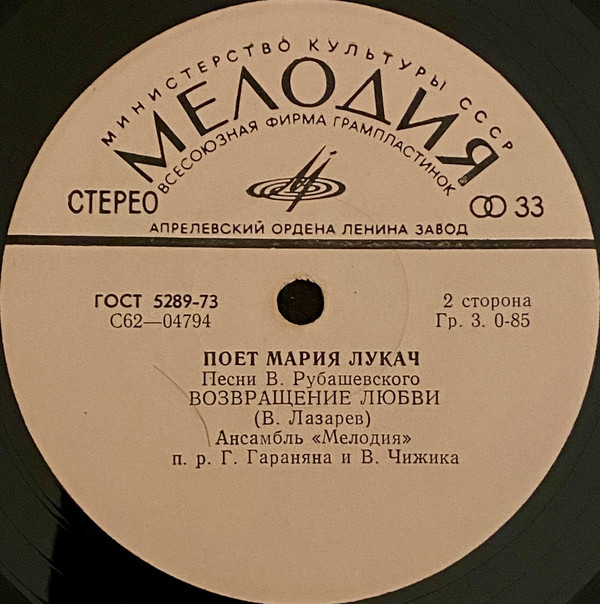 МИНИСТЕРСТВО КУЛЬТУРЫ СССР
МЕЛОДИЯ
ВСЕСОЮЗНАЯ ФИРМА ГРАМПЛАСТИНОК
СТЕРЕО 33
АПРЕЛЕВСКИЙ ОРДЕНА ЛЕНИНА ЗАВОД
ГОСТ 5289-73 2 сторона
С62—04794 Гр. 3. 0-85
ПОЕТ МАРИЯ ЛУКАЧ
Песни В. Рубашевского
ВОЗВРАЩЕНИЕ ЛЮБВИ
(В. Лазарев)
Ансамбль «Мелодия»
п. р. Г. Гараняна и В. Чижика